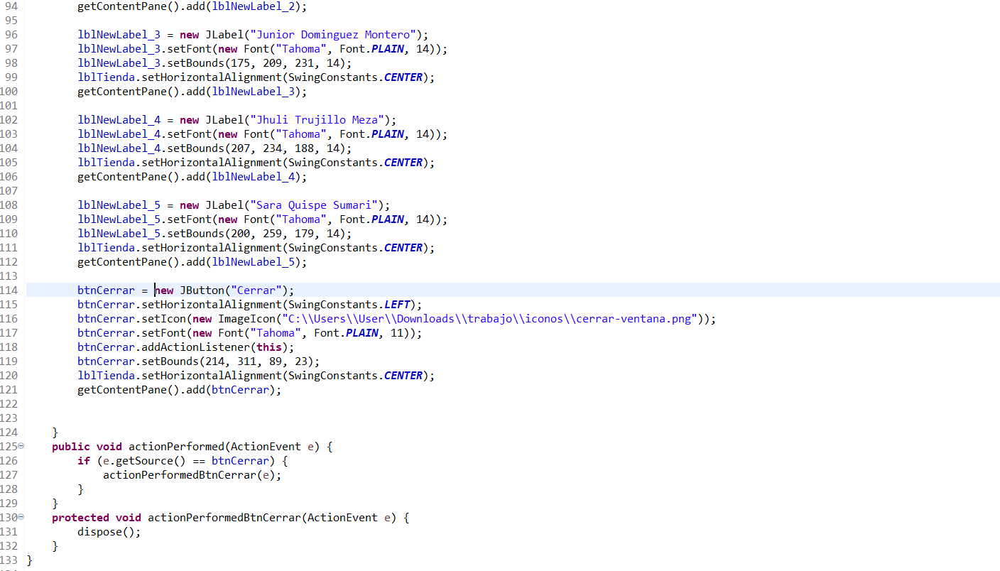 94 getContentPane().add(lblNewLabel_2);
95
96 lblNewLabel_3 = new JLabel("Junior Dominguez Montero");
97 lblNewLabel_3.setFont(new Font("Tahoma", Font.PLAIN, 14));
98 lblNewLabel_3.setBounds(175, 209, 231, 14);
99 lblTienda.setHorizontalAlignment(SwingConstants.CENTER);
100 getContentPane().add(lblNewLabel_3);
101
102 lblNewLabel_4 = new JLabel("Jhuli Trujillo Meza");
103 lblNewLabel_4.setFont(new Font("Tahoma", Font.PLAIN, 14));
104 lblNewLabel_4.setBounds(207, 234, 188, 14);
105 lblTienda.setHorizontalAlignment(SwingConstants.CENTER);
106 getContentPane().add(lblNewLabel_4);
107
108 lblNewLabel_5 = new JLabel("Sara Quispe Sumari");
109 lblNewLabel_5.setFont(new Font("Tahoma", Font.PLAIN, 14));
110 lblNewLabel_5.setBounds(200, 259, 179, 14);
111 lblTienda.setHorizontalAlignment(SwingConstants.CENTER);
112 getContentPane().add(lblNewLabel_5);
113
114 btnCerrar = new JButton("Cerrar");
115 btnCerrar.setHorizontalAlignment(SwingConstants.LEFT);
116 btnCerrar.setIcon(new ImageIcon("C:\\Users\\User\\Downloads\\trabajo\\iconos\\cerrar-ventana.png"));
117 btnCerrar.setFont(new Font("Tahoma", Font.PLAIN, 11));
118 btnCerrar.addActionListener(this);
119 btnCerrar.setBounds(214, 311, 89, 23);
120 lblTienda.setHorizontalAlignment(SwingConstants.CENTER);
121 getContentPane().add(btnCerrar);
122
123
124 }
125 public void actionPerformed(ActionEvent e) {
126 if (e.getSource() == btnCerrar) {
127 actionPerformedBtnCerrar(e);
128 }
129 }
130 protected void actionPerformedBtnCerrar(ActionEvent e) {
131 dispose();
132 }
133 }